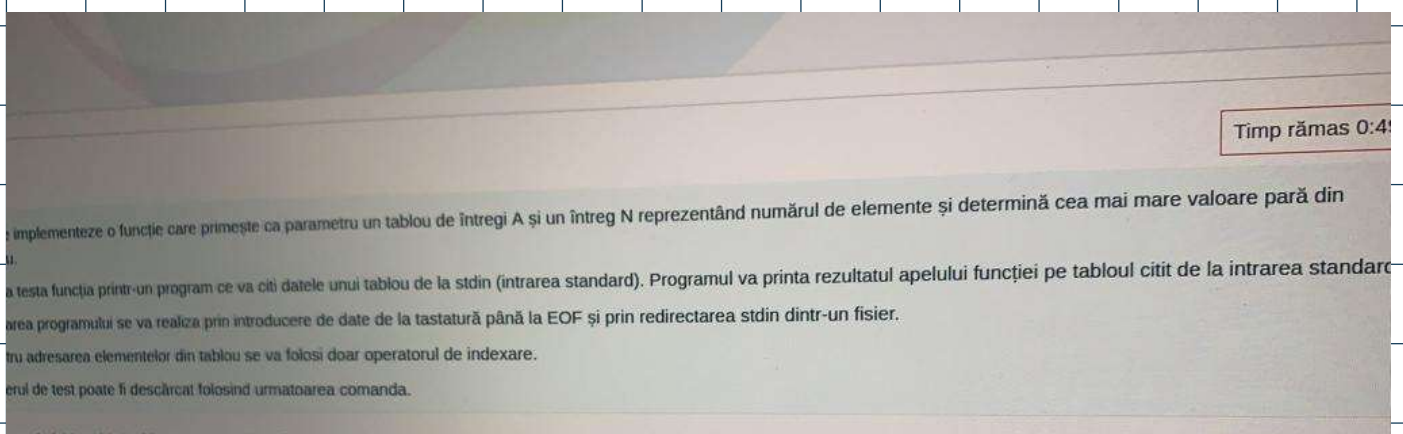 Timp rămas 0:4
implementeze o funcție care primește ca parametru un tablou de întregi A și un întreg N reprezentând numărul de elemente și determină cea mai mare valoare pară din
u.
a testa funcția printr-un program ce va citi datele unui tablou de la stdin (intrarea standard). Programul va printa rezultatul apelului funcției pe tabloul citit de la intrarea standard
area programului se va realiza prin introducere de date de la tastatură până la EOF și prin redirectarea stdin dintr-un fisier.
tru adresarea elementelor din tablou se va folosi doar operatorul de indexare.
erul de test poate fi descărcat folosind urmatoarea comanda.